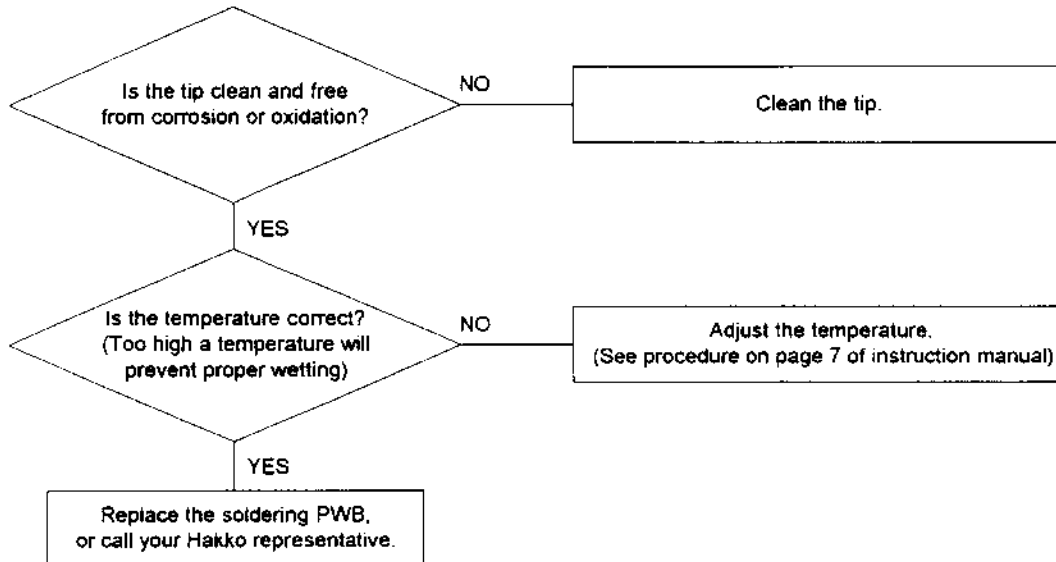 Is the tip clean and free
from corrosion or oxidation?
NO
Clean the tip.
YES
Is the temperature correct?
(Too high a temperature will
prevent proper wetting)
NO
Adjust the temperature.
(See procedure on page 7 of instruction manual)
YES
Replace the soldering PWB,
or call your Hakko representative.